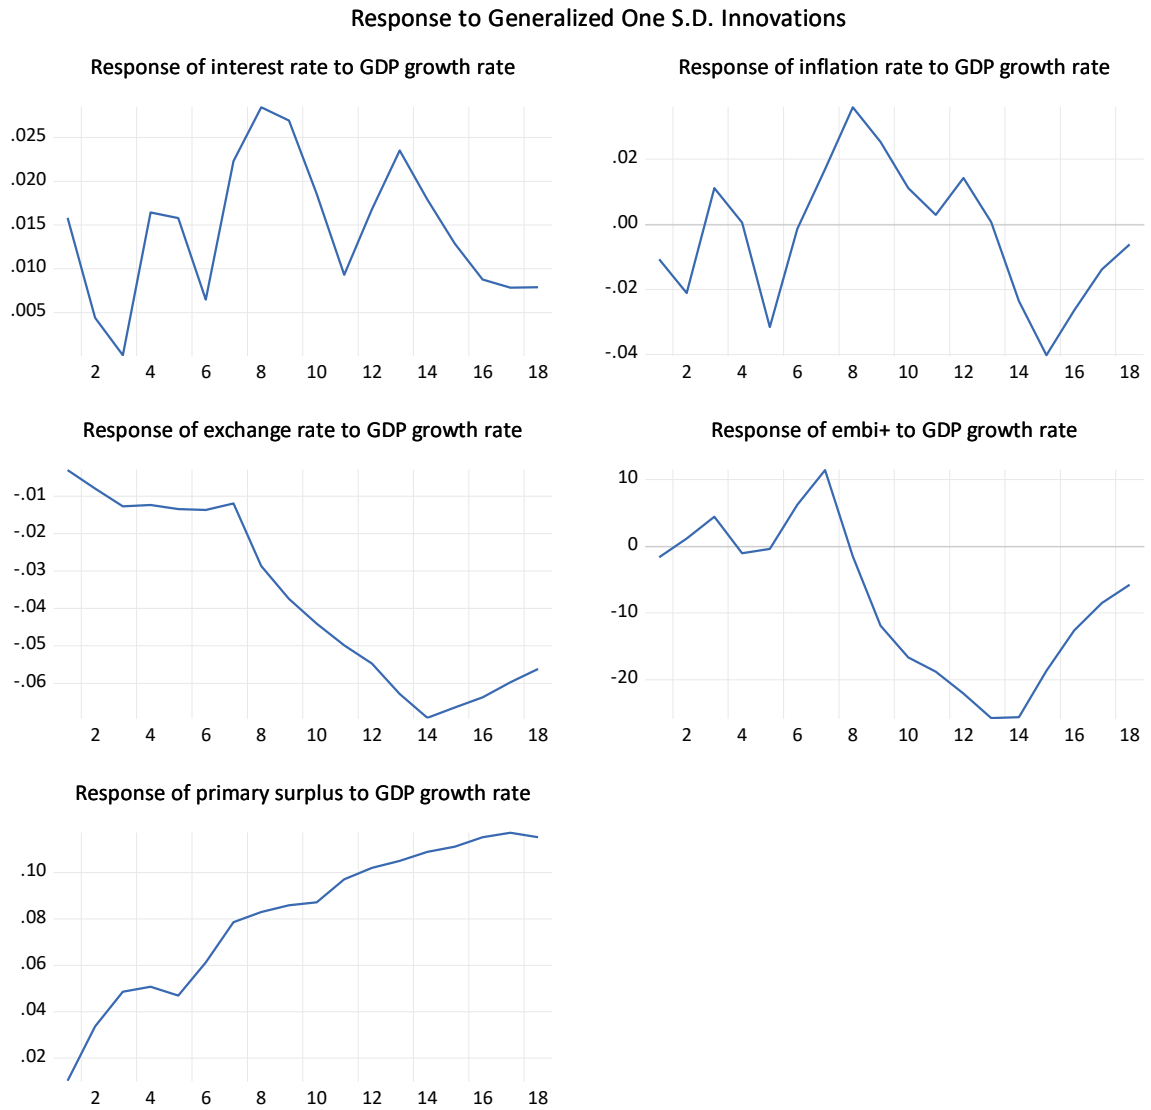 Response to Generalized One S.D. Innovations
Response of interest rate to GDP growth rate
.025
.020
.015
.010
.005
2 4 6 8 10 12 14 16 18
Response of inflation rate to GDP growth rate
.02
.00
-.02
-.04
2 4 6 8 10 12 14 16 18
Response of exchange rate to GDP growth rate
-.01
-.02
-.03
-.04
-.05
-.06
2 4 6 8 10 12 14 16 18
Response of embi+ to GDP growth rate
10
0
-10
-20
2 4 6 8 10 12 14 16 18
Response of primary surplus to GDP growth rate
.10
.08
.06
.04
.02
2 4 6 8 10 12 14 16 18